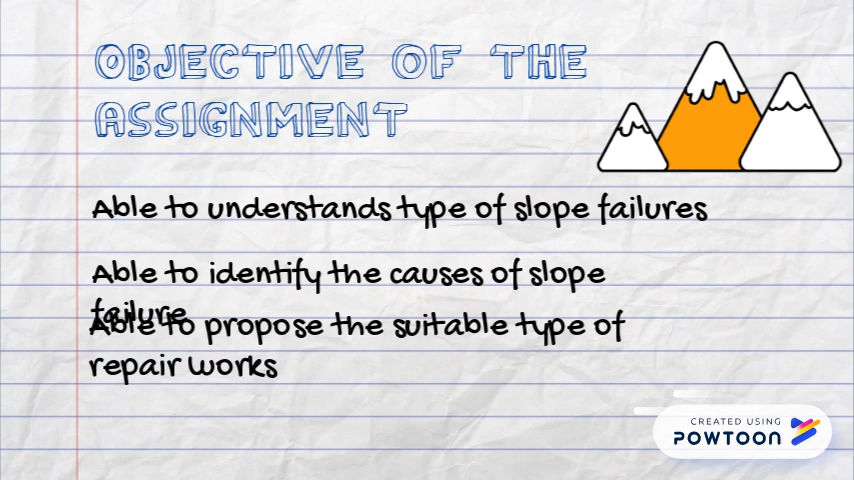 OBJECTIVE OF THE
ASSIGNMENT
Able to understands type of slope failures
Able to identify the causes of slope
failure
Able to propose the suitable type of
repair works
CREATED USING
POWTOON